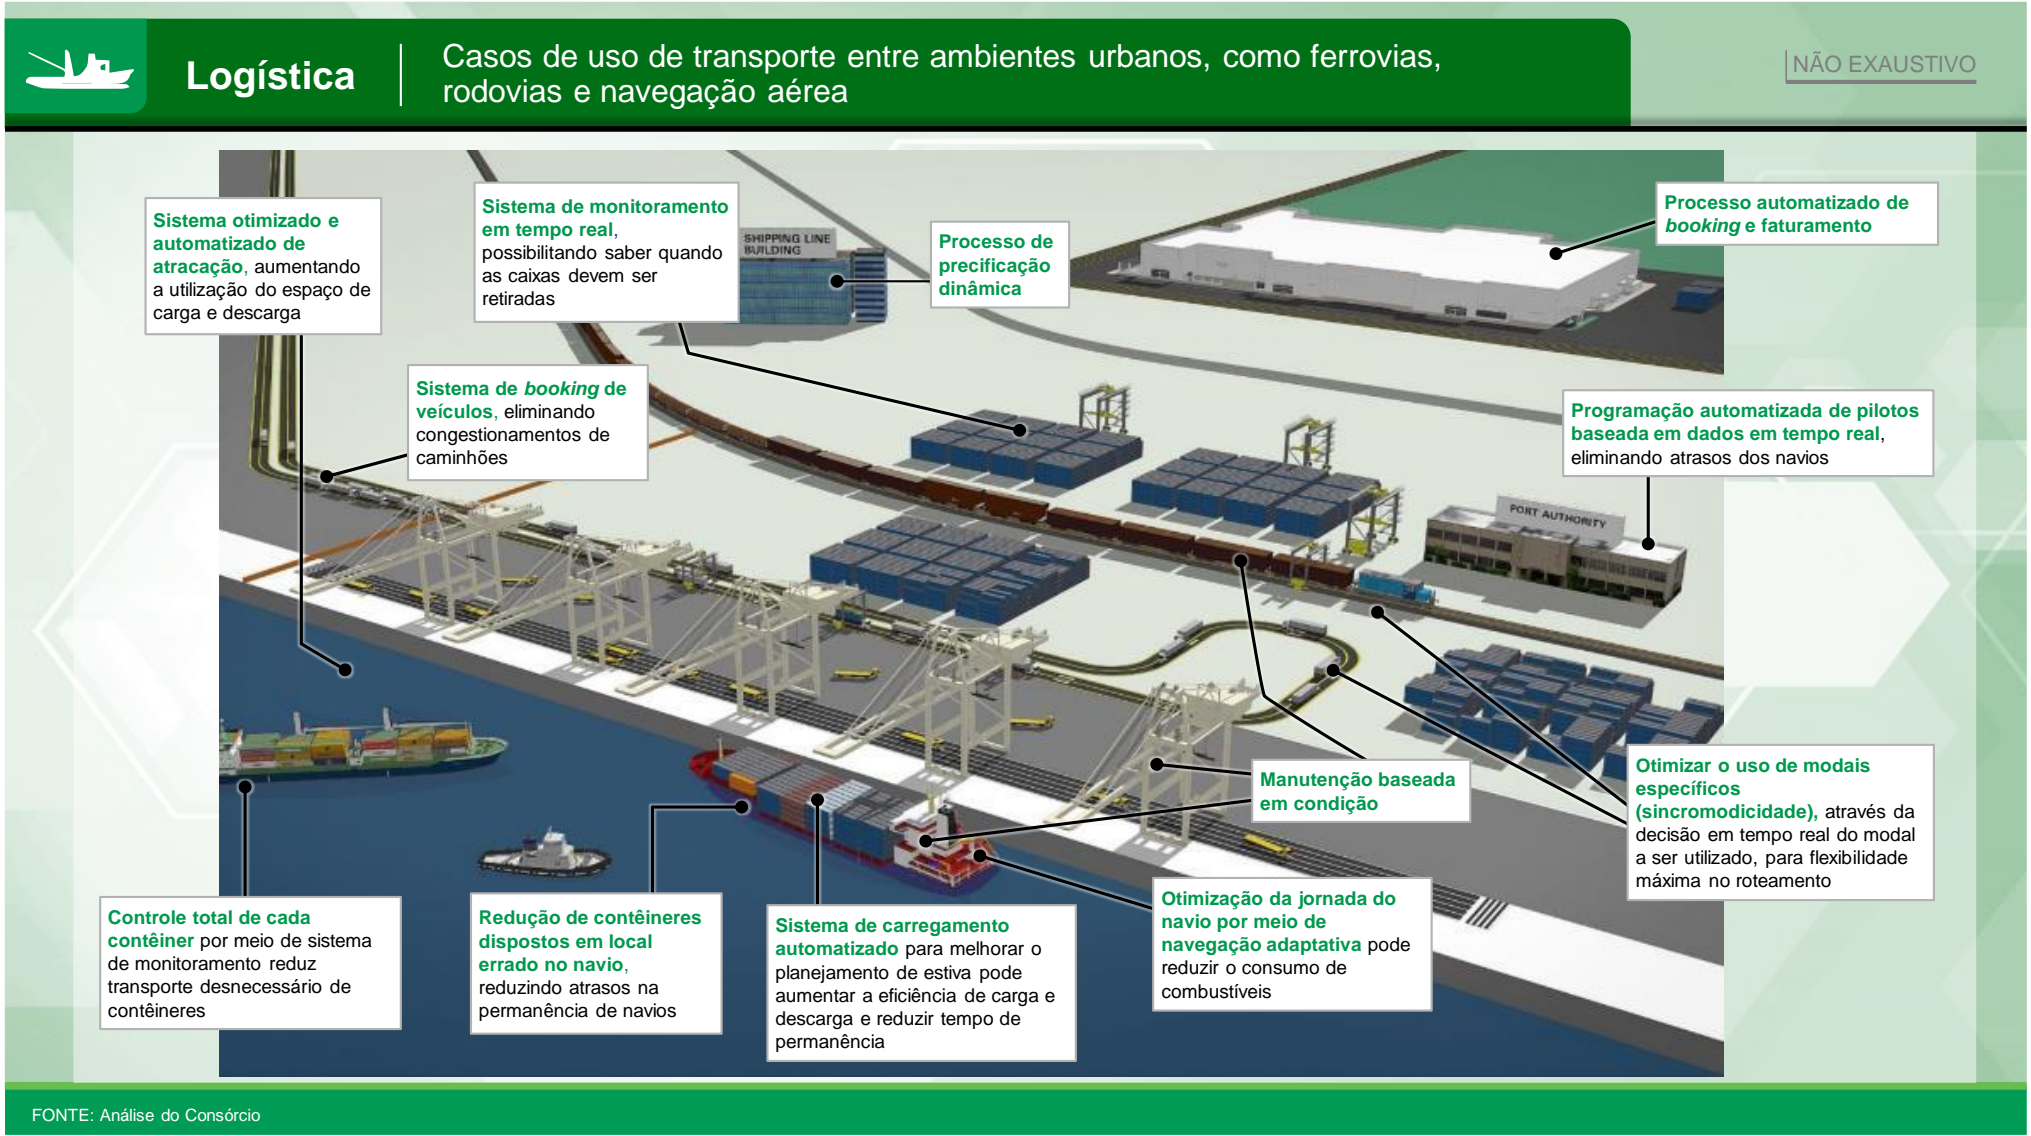 Logística
Casos de uso de transporte entre ambientes urbanos, como ferrovias,
rodovias e navegação aérea
NÃO EXAUSTIVO
Sistema otimizado e
automatizado de
atracação, aumentando
a utilização do espaço de
carga e descarga
Sistema de monitoramento
em tempo real,
possibilitando saber quando
as caixas devem ser
retiradas
SHIPPING LINE
BUILDING
Processo de
precificação
dinâmica
Processo automatizado de
booking e faturamento
Sistema de booking de
veículos, eliminando
congestionamentos de
caminhões
Programação automatizada de pilotos
baseada em dados em tempo real,
eliminando atrasos dos navios
PORT AUTHORITY
Manutenção baseada
em condição
Otimizar o uso de modais
específicos
(sincromodicidade), através da
decisão em tempo real do modal
a ser utilizado, para flexibilidade
máxima no roteamento
Controle total de cada
contêiner por meio de sistema
de monitoramento reduz
transporte desnecessário de
contêineres
Redução de contêineres
dispostos em local
errado no navio,
reduzindo atrasos na
permanência de navios
Sistema de carregamento
automatizado para melhorar o
planejamento de estiva pode
aumentar a eficiência de carga e
descarga e reduzir tempo de
permanência
Otimização da jornada do
navio por meio de
navegação adaptativa pode
reduzir o consumo de
combustíveis
FONTE: Análise do Consórcio